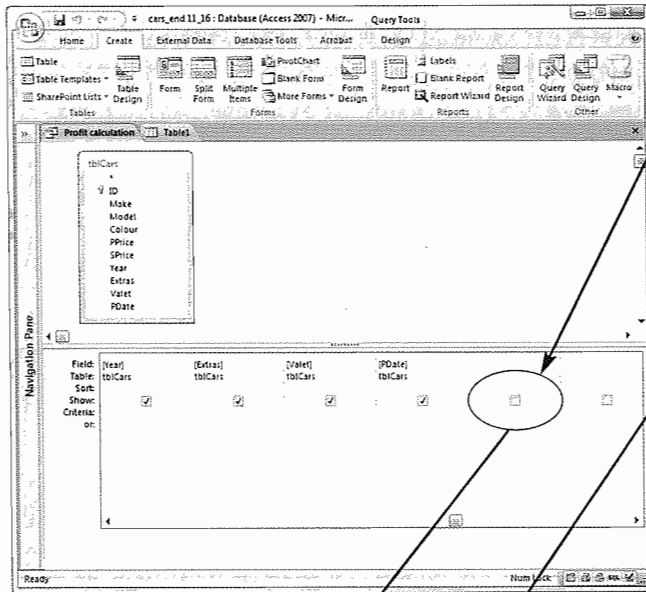 cars_end 11_16 : Database (Access 2007) - Micr... Query Tools
Home Create External Data Database Tools Acrobat Design
Table
Table Templates
SharePoint Lists
Table Design
Tables
Form
Split Form
Multiple Items
PivotChart
Blank Form
More Forms
Form Design
Forms
Report
Labels
Blank Report
Report Wizard
Report Design
Reports
Query Wizard
Query Design
Macro
Other
Profit calculation Table1
tblCars
*
ID
Make
Model
Colour
PPrice
SPrice
Year
Extras
Valet
PDate
Navigation Pane
Field: [Year] [Extras] [Valet] [PDate]
Table: tblCars tblCars tblCars tblCars
Sort:
Show:
Criteria:
or:
Ready Num Lock SQL